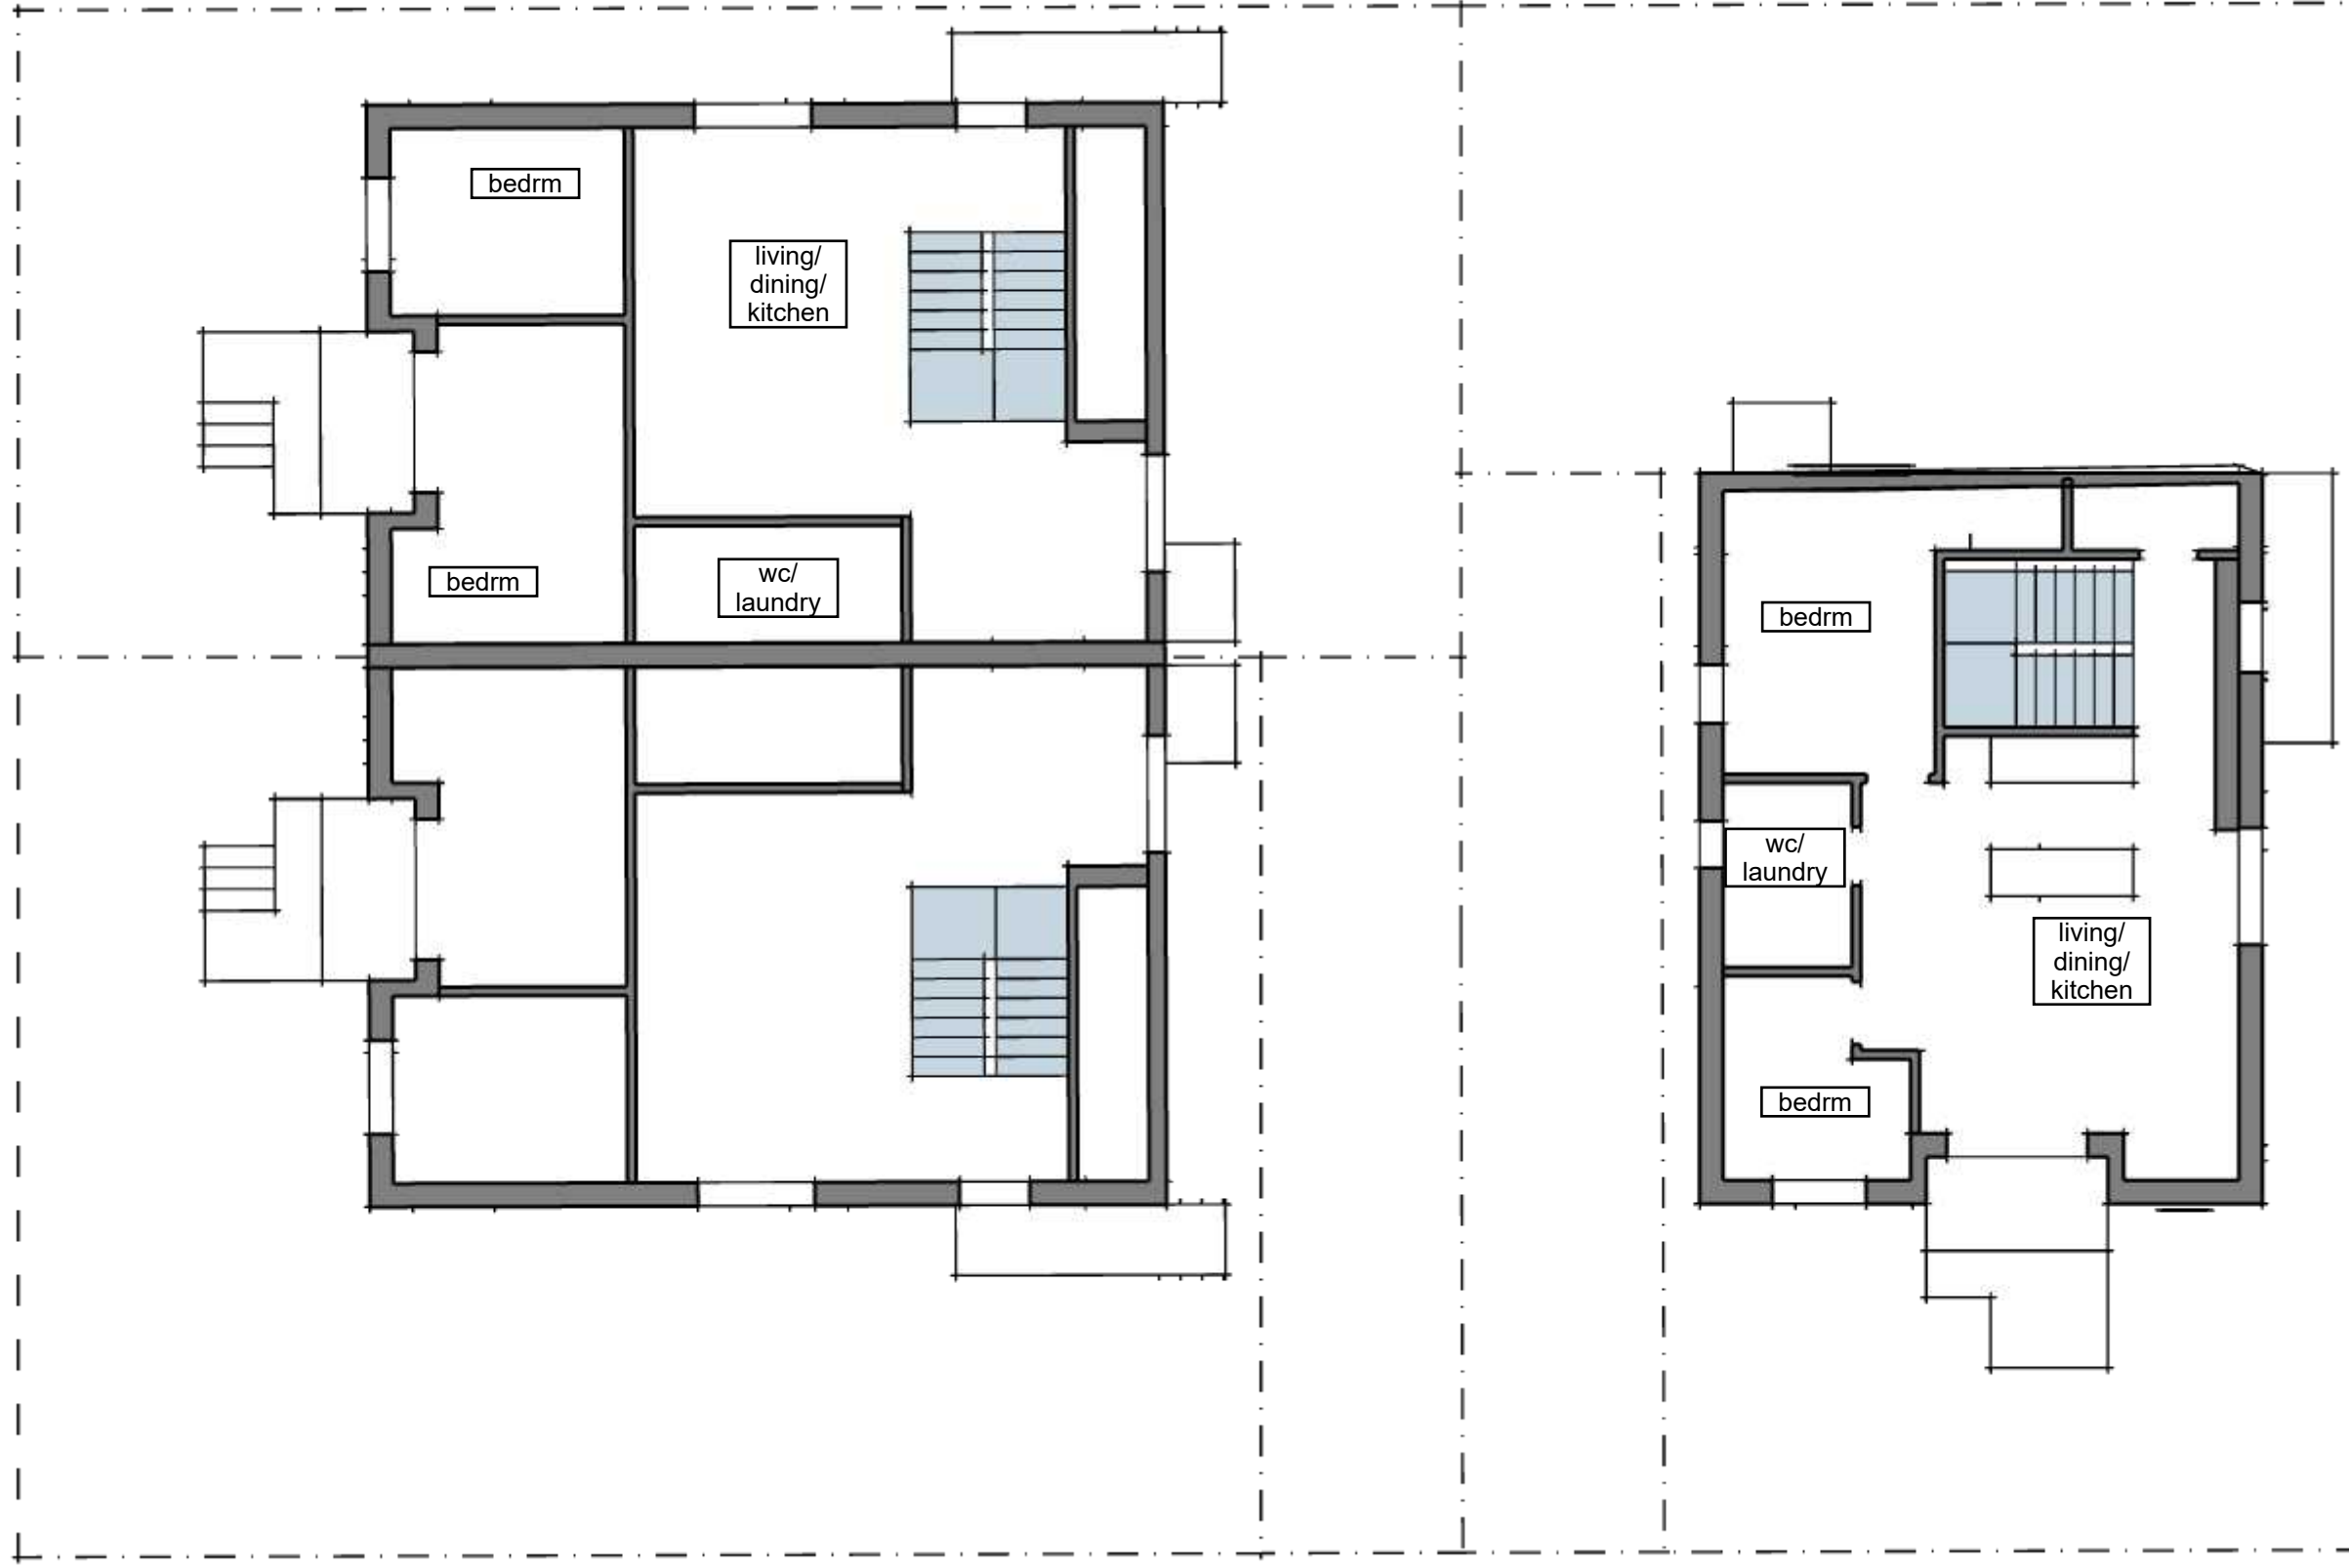 bedrm
living/
dining/
kitchen
bedrm
wc/
laundry
bedrm
wc/
laundry
living/
dining/
kitchen
bedrm